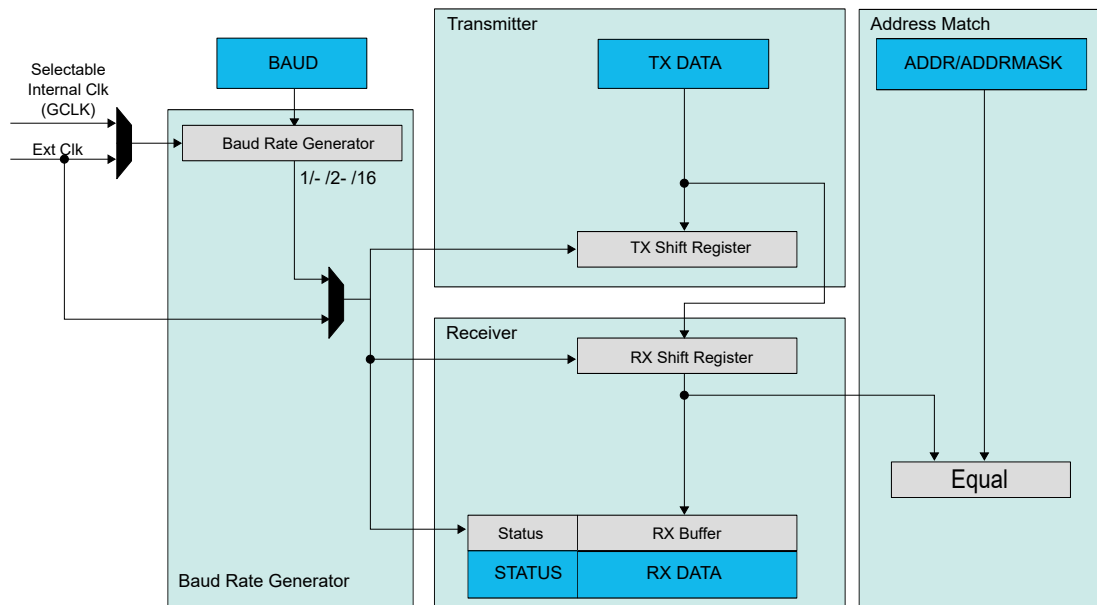 Transmitter
Address Match
BAUD
TX DATA
ADDR/ADDRMASK
Selectable
Internal Clk
(GCLK)
Ext Clk
Baud Rate Generator
1/- /2- /16
TX Shift Register
Receiver
RX Shift Register
Equal
Status
RX Buffer
STATUS
RX DATA
Baud Rate Generator